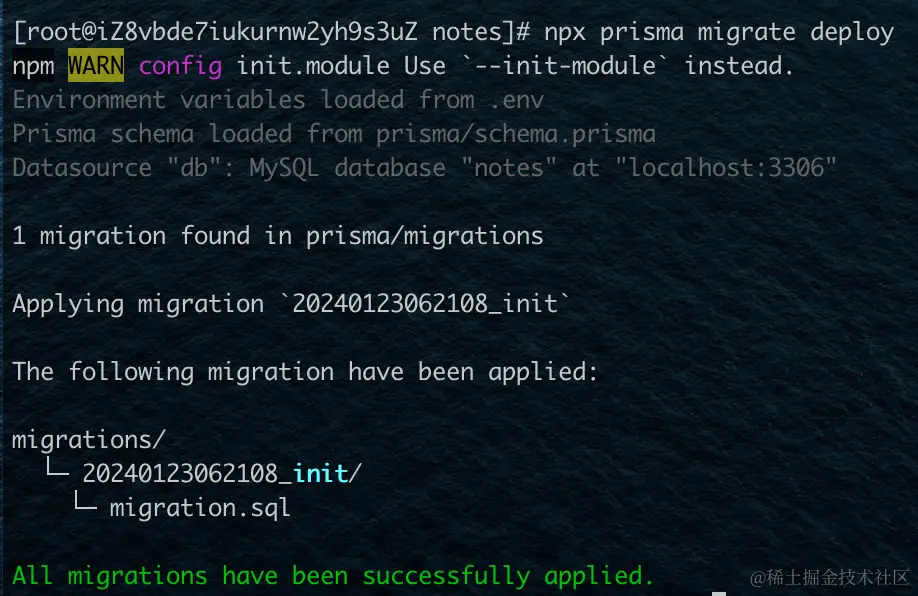 [root@iZ8vbde7iukurnw2yh9s3uZ notes]# npx prisma migrate deploy
npm WARN config init.module Use `--init-module` instead.
Environment variables loaded from .env
Prisma schema loaded from prisma/schema.prisma
Datasource "db": MySQL database "notes" at "localhost:3306"
1 migration found in prisma/migrations
Applying migration `20240123062108_init`
The following migration have been applied:
migrations/
└─ 20240123062108_init/
└─ migration.sql
All migrations have been successfully applied.
@稀土掘金技术社区